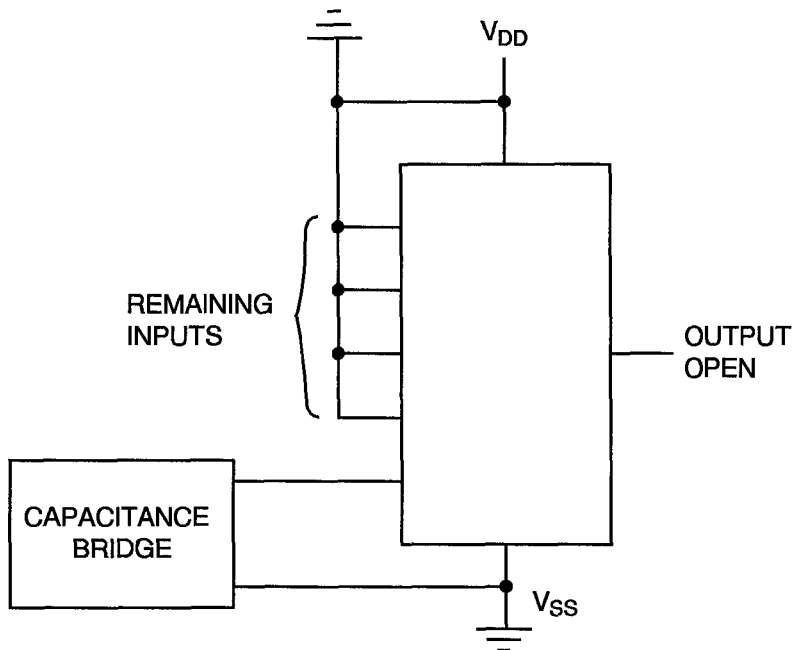 VDD
REMAINING
INPUTS
OUTPUT
OPEN
CAPACITANCE
BRIDGE
VSS